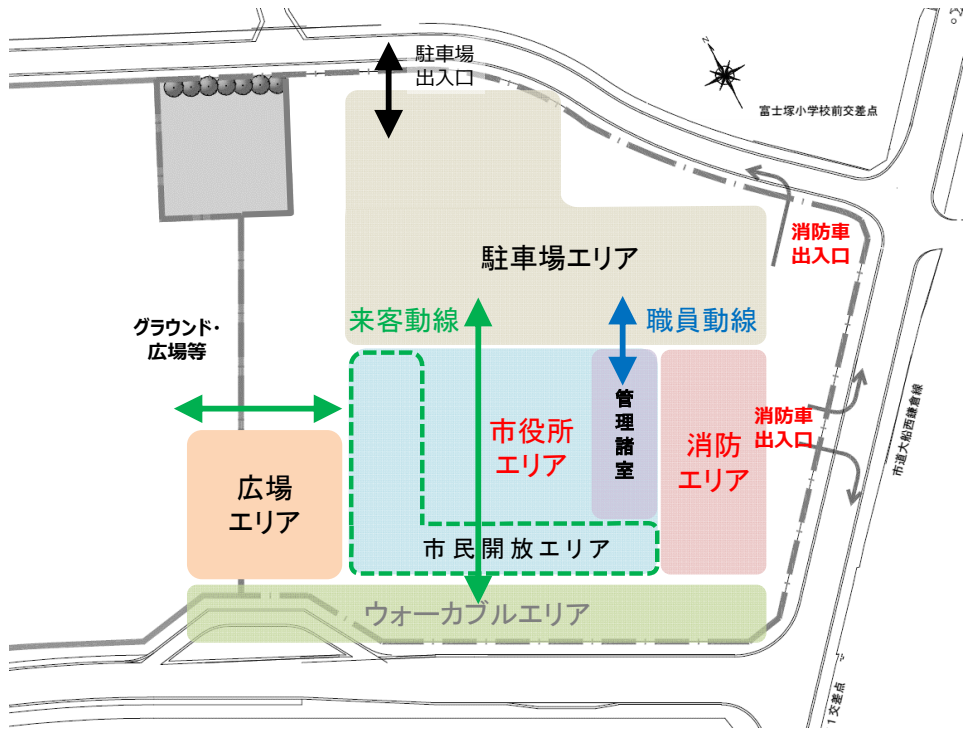 駐車場
出入口
N
富士塚小学校前交差点
消防車
出入口
駐車場エリア
グラウンド・
広場等
来客動線
職員動線
管理諸室
市役所
エリア
消防
エリア
消防車
出入口
市道大船西鎌倉線
広場
エリア
市民開放エリア
ウォーカブルエリア
交差点